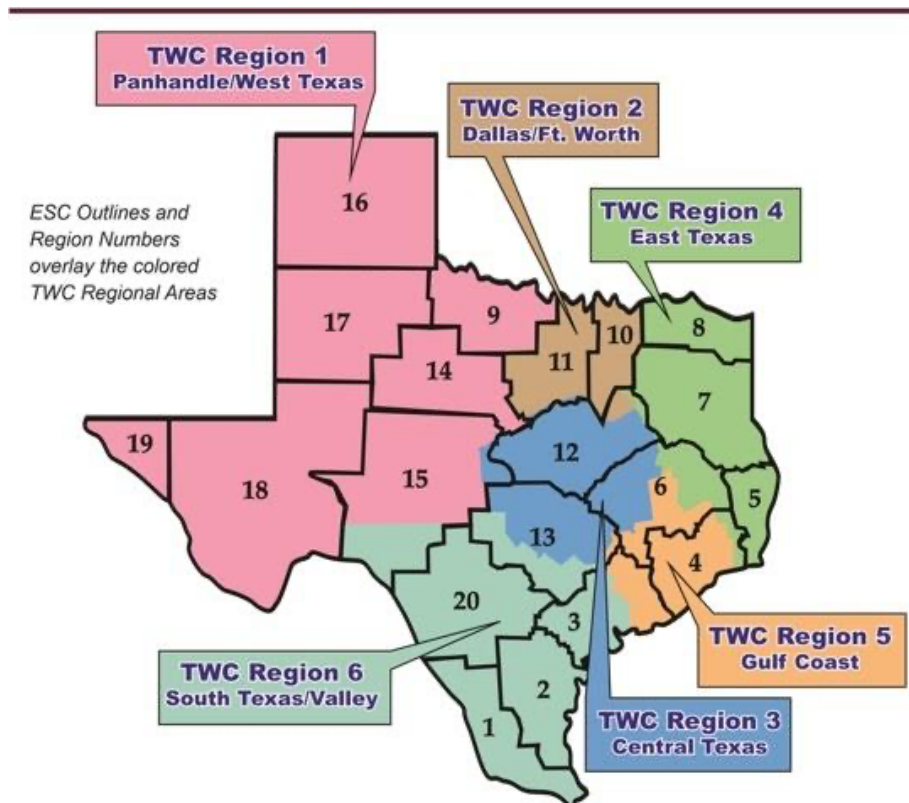 TWC Region 1
Panhandle/West Texas
TWC Region 2
Dallas/Ft. Worth
TWC Region 4
East Texas
ESC Outlines and
Region Numbers
overlay the colored
TWC Regional Areas
16
17
9
10
8
11
14
7
19
12
18
15
6
5
13
4
20
3
TWC Region 5
Gulf Coast
TWC Region 6
South Texas/Valley
2
1
TWC Region 3
Central Texas